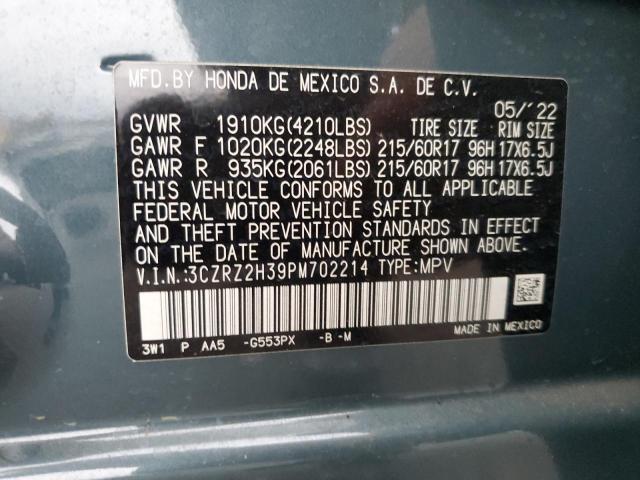 MFD. BY HONDA DE MEXICO S.A. DE C.V.
05/'22
GVWR 1910KG(4210LBS) TIRE SIZE RIM SIZE
GAWR F 1020KG(2248LBS) 215/60R17 96H 17X6.5J
GAWR R 935KG(2061LBS) 215/60R17 96H 17X6.5J
THIS VEHICLE CONFORMS TO ALL APPLICABLE
FEDERAL MOTOR VEHICLE SAFETY
AND THEFT PREVENTION STANDARDS IN EFFECT
ON THE DATE OF MANUFACTURE SHOWN ABOVE.
V.I.N.:3CZRZ2H39PM702214 TYPE:MPV
3W1 P AA5 -G553PX -B -M
MADE IN MEXICO